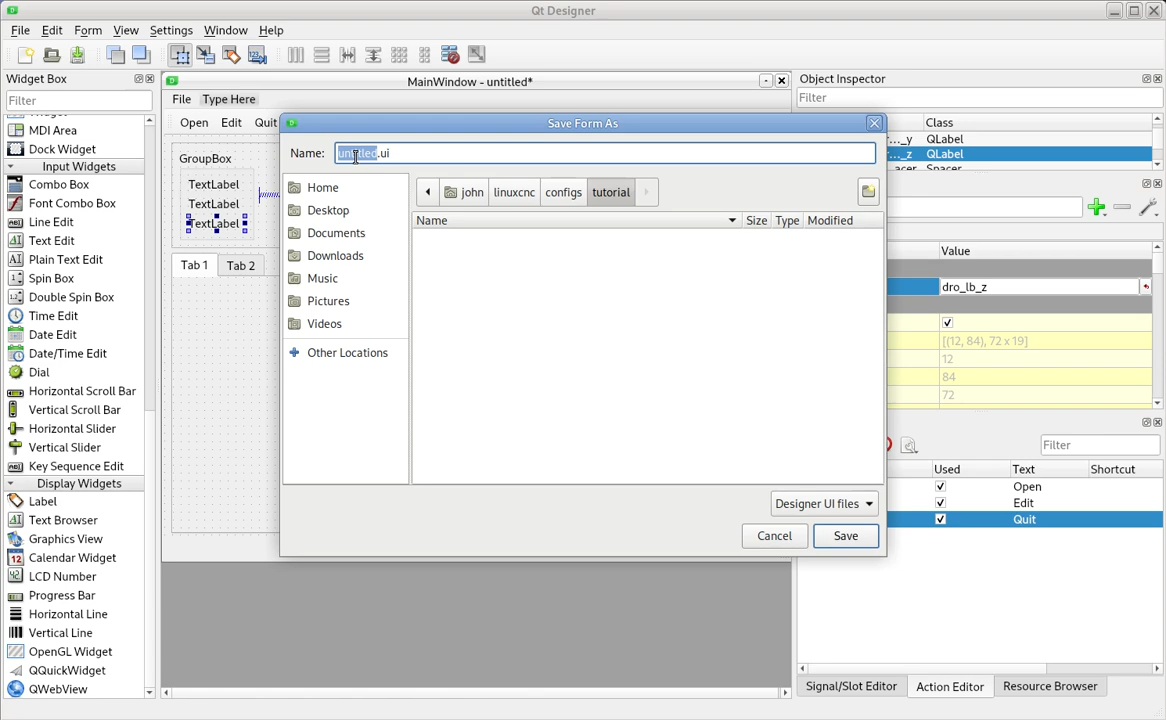 Qt Designer
File Edit Form View Settings Window Help
Widget Box
Filter
MDI Area
Dock Widget
Input Widgets
Combo Box
Font Combo Box
Line Edit
Text Edit
Plain Text Edit
Spin Box
Double Spin Box
Time Edit
Date Edit
Date/Time Edit
Dial
Horizontal Scroll Bar
Vertical Scroll Bar
Horizontal Slider
Vertical Slider
Key Sequence Edit
Display Widgets
Label
Text Browser
Graphics View
Calendar Widget
LCD Number
Progress Bar
Horizontal Line
Vertical Line
OpenGL Widget
QQuickWidget
QWebView
MainWindow - untitled*
File Type Here
Open Edit Quit
GroupBox
TextLabel
TextLabel
TextLabel
Tab 1 Tab 2
Save Form As
Name: untitled.ui
Home
Desktop
Documents
Downloads
Music
Pictures
Videos
Other Locations
john linuxcnc configs tutorial
Name Size Type Modified
Designer UI files
Cancel Save
Object Inspector
Filter
Class
..._y QLabel
..._z QLabel
Value
dro_lb_z
[(12, 84), 72 x 19]
12
84
72
Filter
Used Text Shortcut
Open
Edit
Quit
Signal/Slot Editor Action Editor Resource Browser